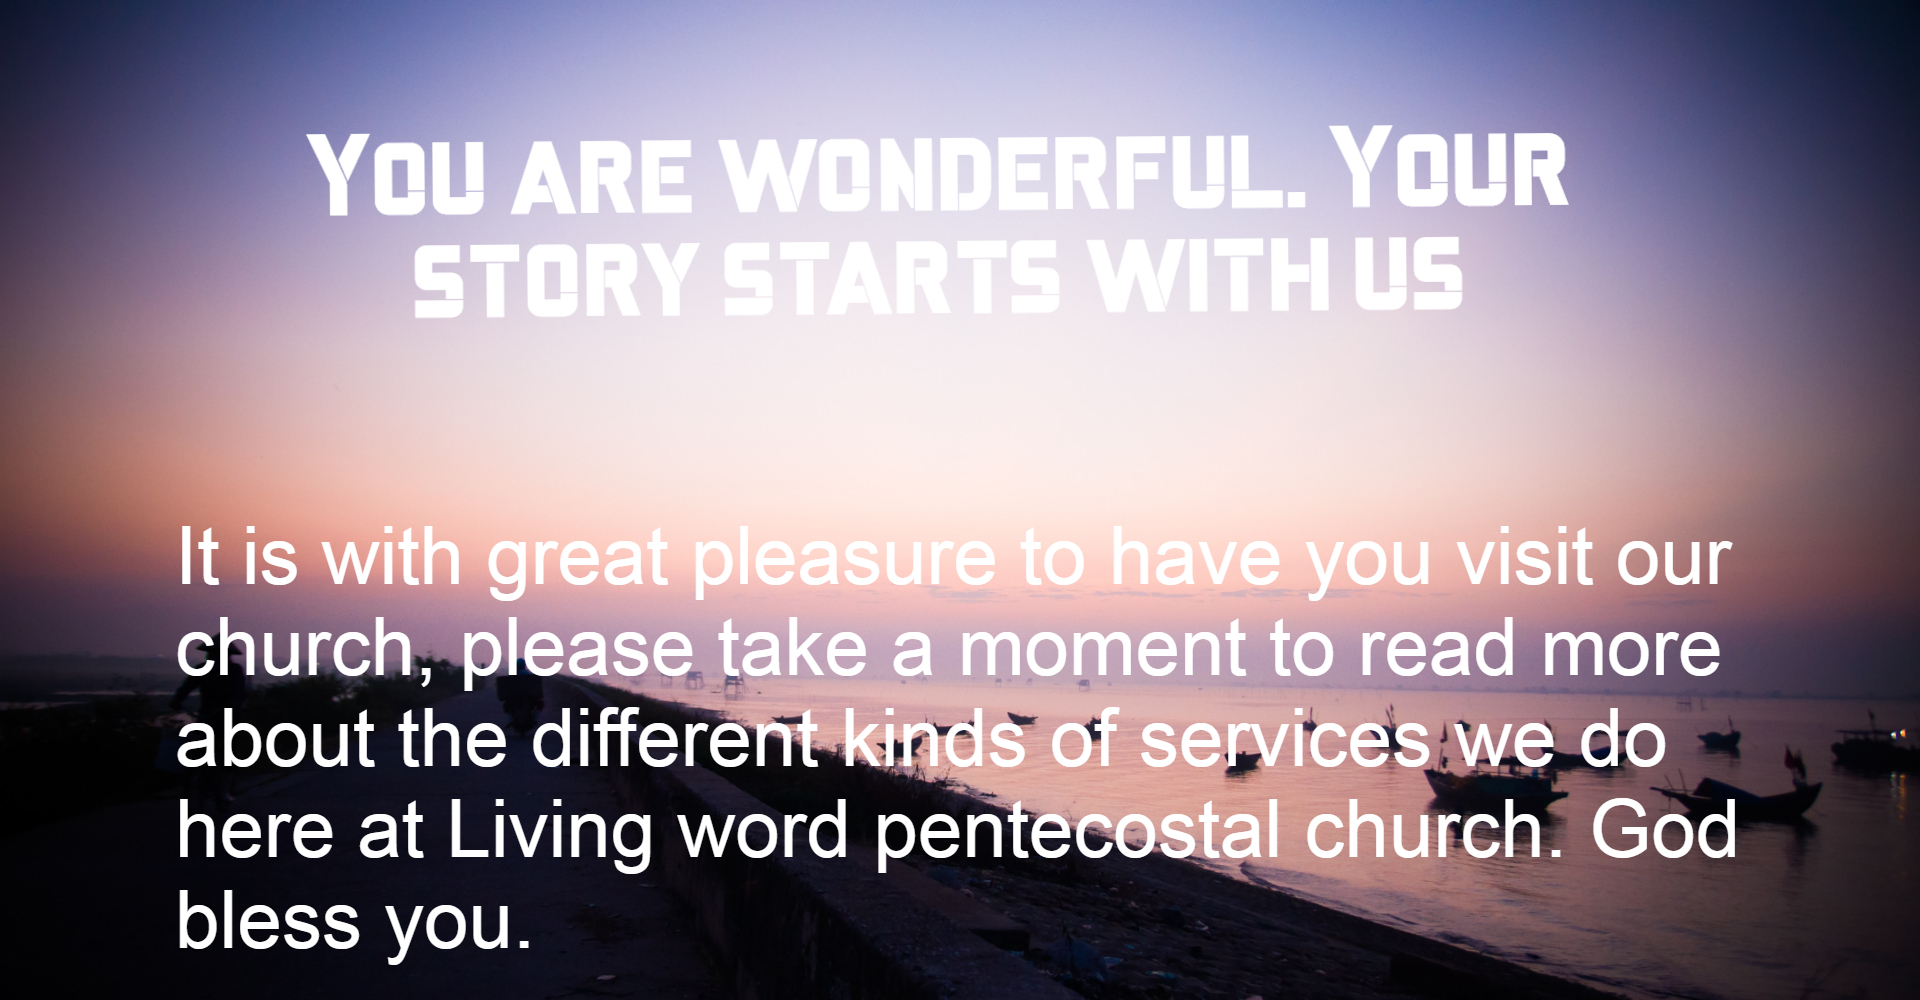 You are wonderful. Your
story starts with us
It is with great pleasure to have you visit our
church, please take a moment to read more
about the different kinds of services we do
here at Living word pentecostal church. God
bless you.